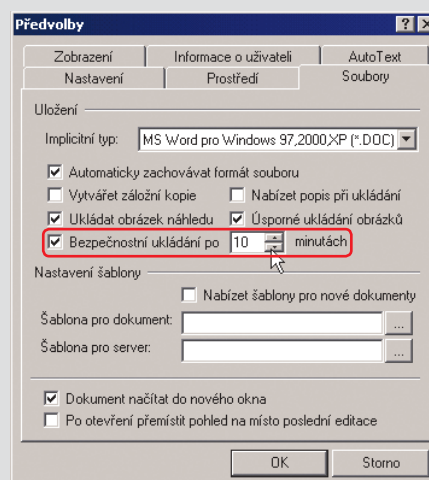 Předvolby
Zobrazení Informace o uživateli AutoText
Nastavení Prostředí Soubory
Uložení
Implicitní typ: MS Word pro Windows 97,2000,XP (*.DOC)
Automaticky zachovávat formát souboru
Vytvářet záložní kopie Nabízet popis při ukládání
Ukládat obrázek náhledu Úsporné ukládání obrázků
Bezpečnostní ukládání po 10 minutách
Nastavení šablony
Nabízet šablony pro nové dokumenty
Šablona pro dokument: ...
Šablona pro server: ...
Dokument načítat do nového okna
Po otevření přemístit pohled na místo poslední editace
OK Storno